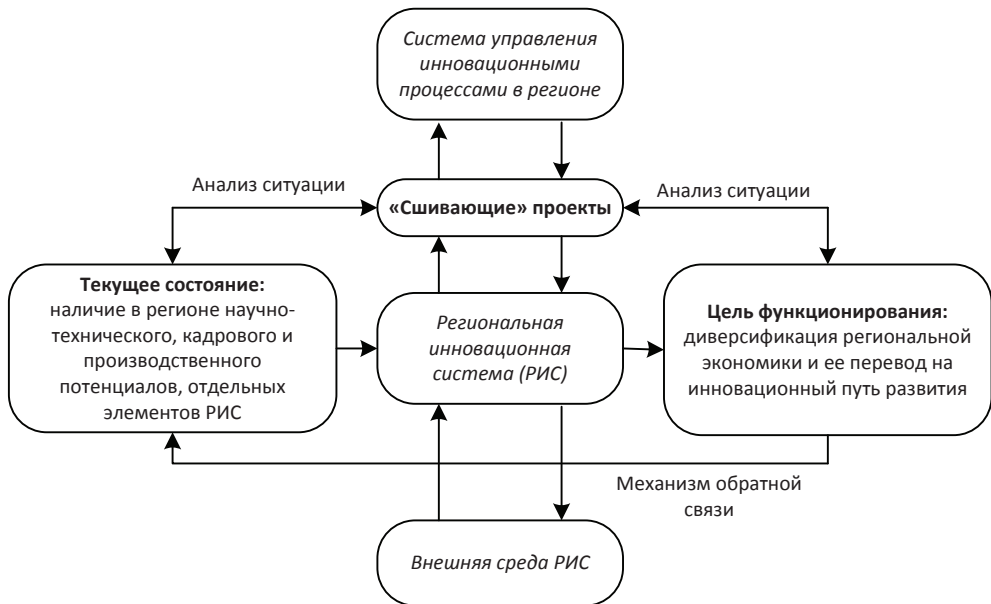 Система управления
инновационными
процессами в регионе
Анализ ситуации
Анализ ситуации
«Сшивающие» проекты
Текущее состояние:
наличие в регионе научно-
технического, кадрового и
производственного
потенциалов, отдельных
элементов РИС
Региональная
инновационная
система (РИС)
Цель функционирования:
диверсификация региональной
экономики и ее перевод на
инновационный путь развития
Механизм обратной
связи
Внешняя среда РИС